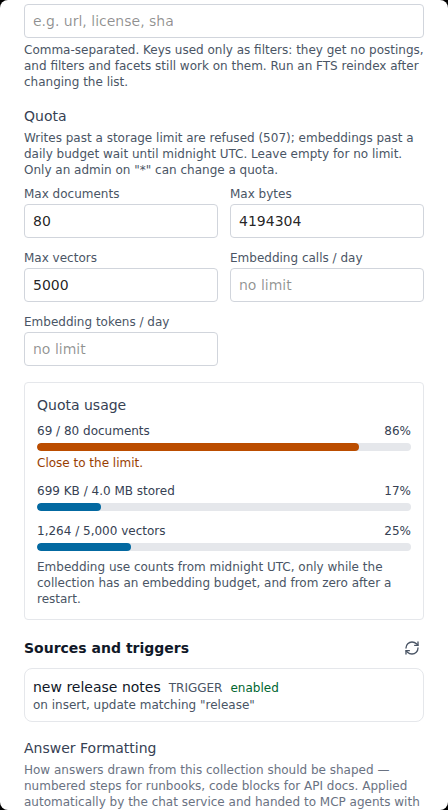 e.g. url, license, sha
Comma-separated. Keys used only as filters: they get no postings,
and filters and facets still work on them. Run an FTS reindex after
changing the list.
Quota
Writes past a storage limit are refused (507); embeddings past a
daily budget wait until midnight UTC. Leave empty for no limit.
Only an admin on "*" can change a quota.
Max documents
Max bytes
80
4194304
Max vectors
Embedding calls / day
5000
no limit
Embedding tokens / day
no limit
Quota usage
69 / 80 documents 86%
Close to the limit.
699 KB / 4.0 MB stored 17%
1,264 / 5,000 vectors 25%
Embedding use counts from midnight UTC, only while the
collection has an embedding budget, and from zero after a
restart.
Sources and triggers
new release notes TRIGGER enabled
on insert, update matching "release"
Answer Formatting
How answers drawn from this collection should be shaped —
numbered steps for runbooks, code blocks for API docs. Applied
automatically by the chat service and handed to MCP agents with